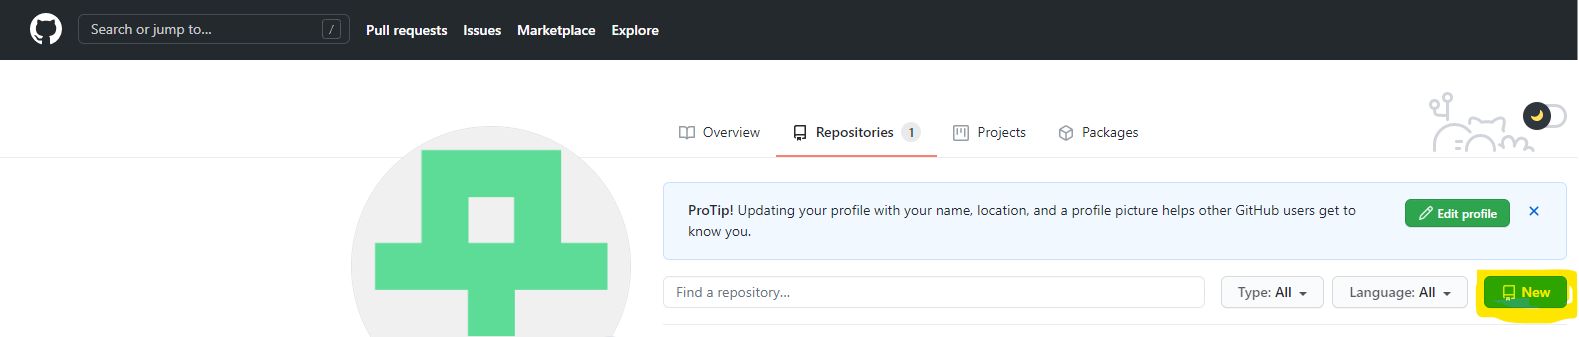 Search or jump to... / Pull requests Issues Marketplace Explore
Overview Repositories 1 Projects Packages
ProTip! Updating your profile with your name, location, and a profile picture helps other GitHub users get to
know you.
Edit profile
Find a repository... Type: All Language: All New